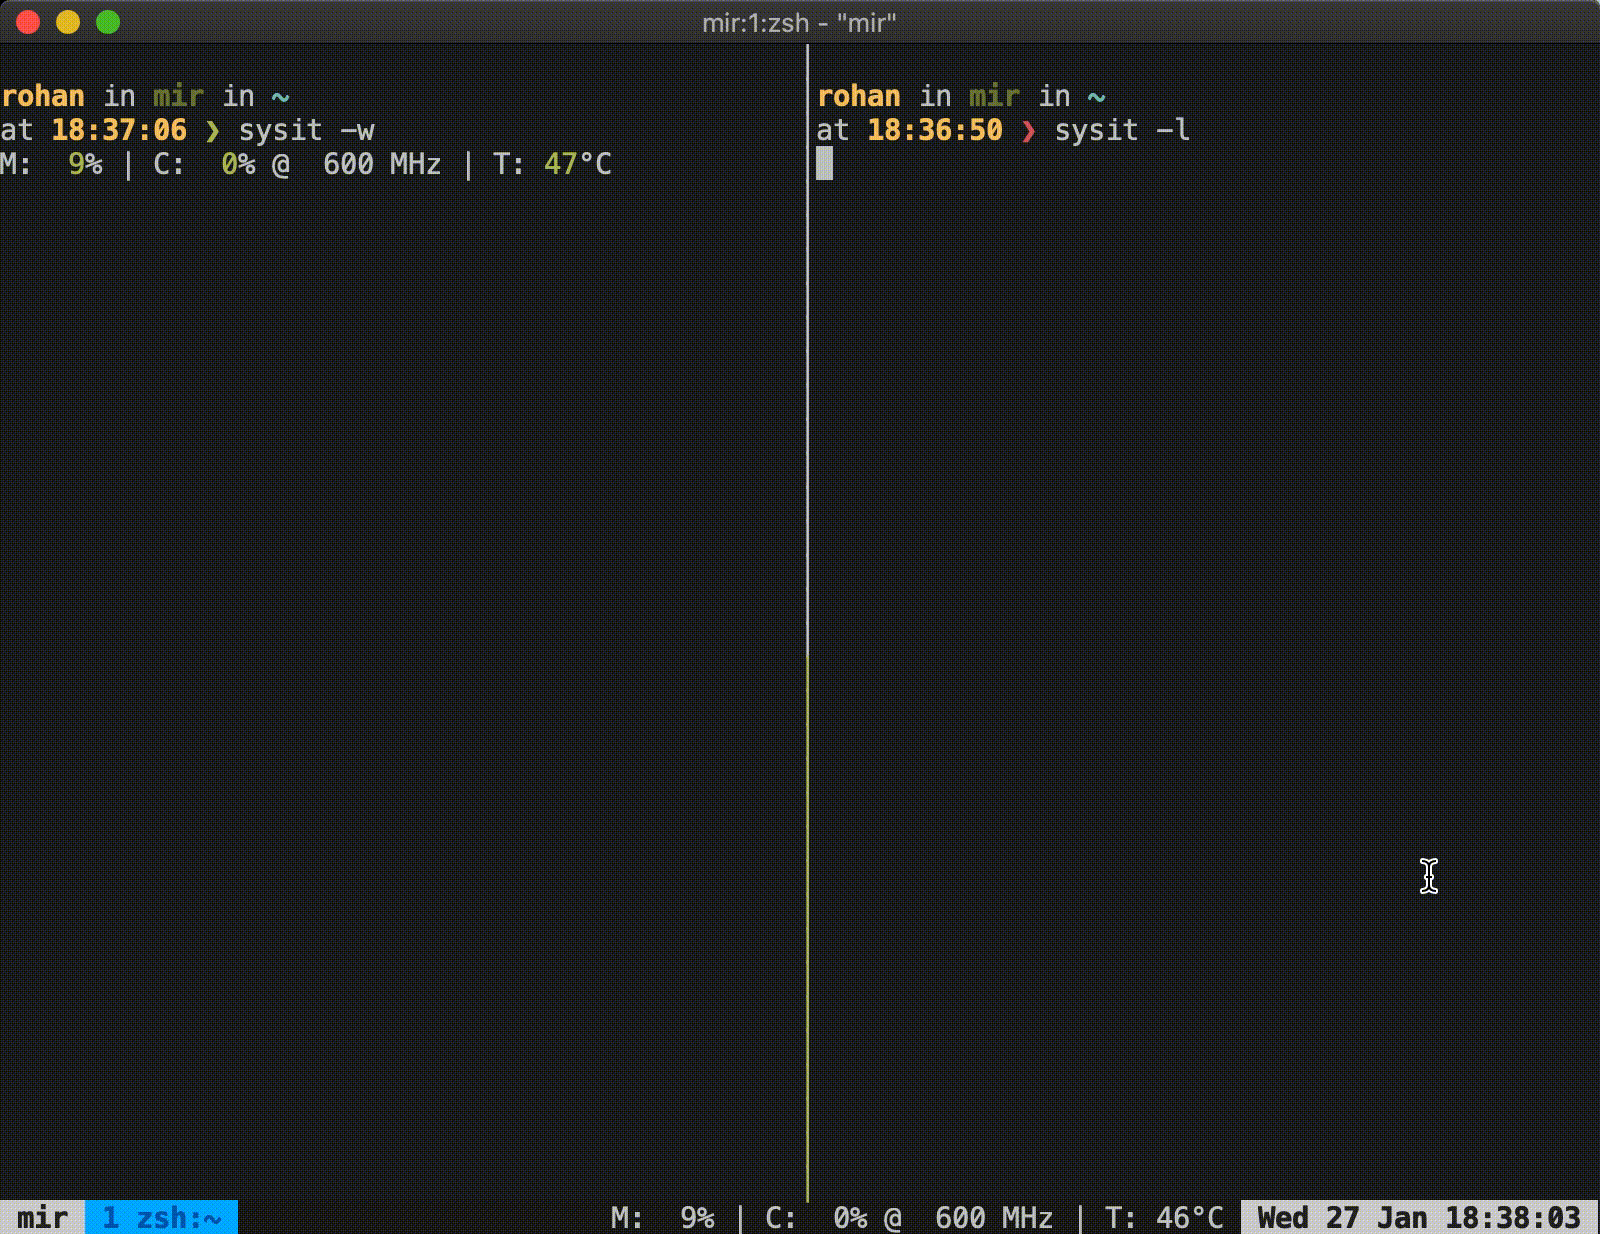 mir:1:zsh - "mir"
rohan in mir in ~
at 18:37:06 ❯ sysit -w
M:  9% | C:  0% @  600 MHz | T: 47°C
rohan in mir in ~
at 18:36:50 ❯ sysit -l
mir 1 zsh:~ M:  9% | C:  0% @  600 MHz | T: 46°C Wed 27 Jan 18:38:03